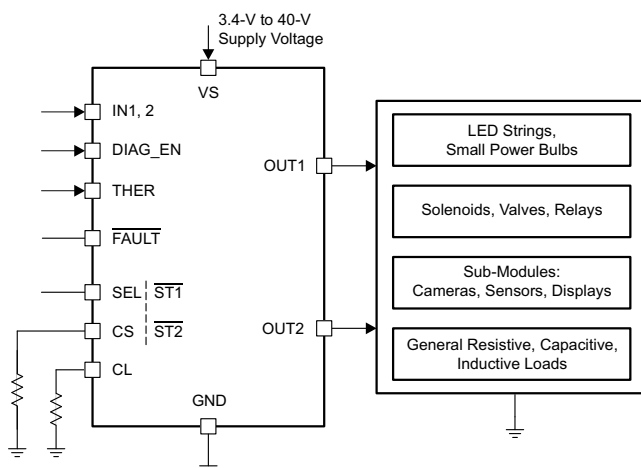 3.4-V to 40-V
Supply Voltage
VS
IN1, 2
DIAG_EN
THER
FAULT
SEL ST1
CS ST2
CL
GND
OUT1
OUT2
LED Strings,
Small Power Bulbs
Solenoids, Valves, Relays
Sub-Modules:
Cameras, Sensors, Displays
General Resistive, Capacitive,
Inductive Loads